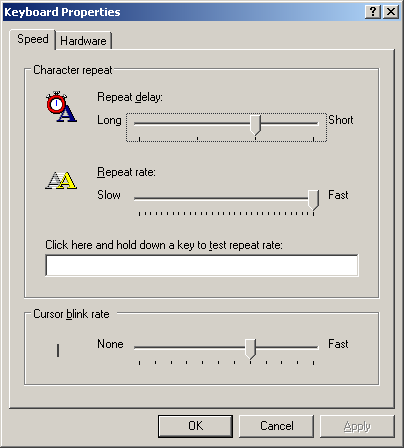 Keyboard Properties
Speed Hardware
Character repeat
Repeat delay:
Long Short
Repeat rate:
Slow Fast
Click here and hold down a key to test repeat rate:
Cursor blink rate
None Fast
OK Cancel Apply